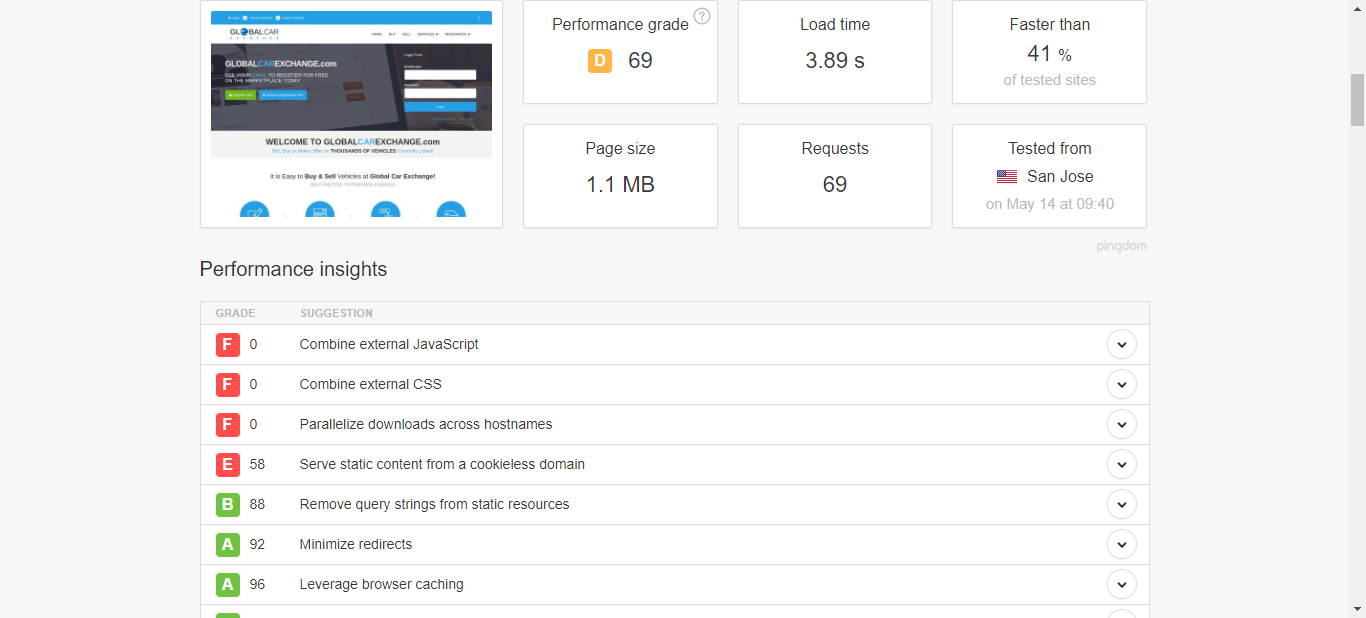 GLOBALCAR
EXCHANGE
HOME BUY SELL SERVICES RESOURCES
GLOBALCAREXCHANGE.com
USE YOUR EMAIL TO REGISTER FOR FREE
ON THE MARKETPLACE TODAY
Login Form
Login
WELCOME TO GLOBALCAREXCHANGE.com
Bid, Buy or Make Offer on THOUSANDS OF VEHICLES Currently Listed!
It is Easy to Buy & Sell Vehicles at Global Car Exchange!
ONLY ONE STEP TO PURCHASE A VEHICLE
Performance grade ?
D 69
Load time
3.89 s
Faster than
41 %
of tested sites
Page size
1.1 MB
Requests
69
Tested from
San Jose
on May 14 at 09:40
pingdom
Performance insights
GRADE SUGGESTION
F 0 Combine external JavaScript
F 0 Combine external CSS
F 0 Parallelize downloads across hostnames
E 58 Serve static content from a cookieless domain
B 88 Remove query strings from static resources
A 92 Minimize redirects
A 96 Leverage browser caching